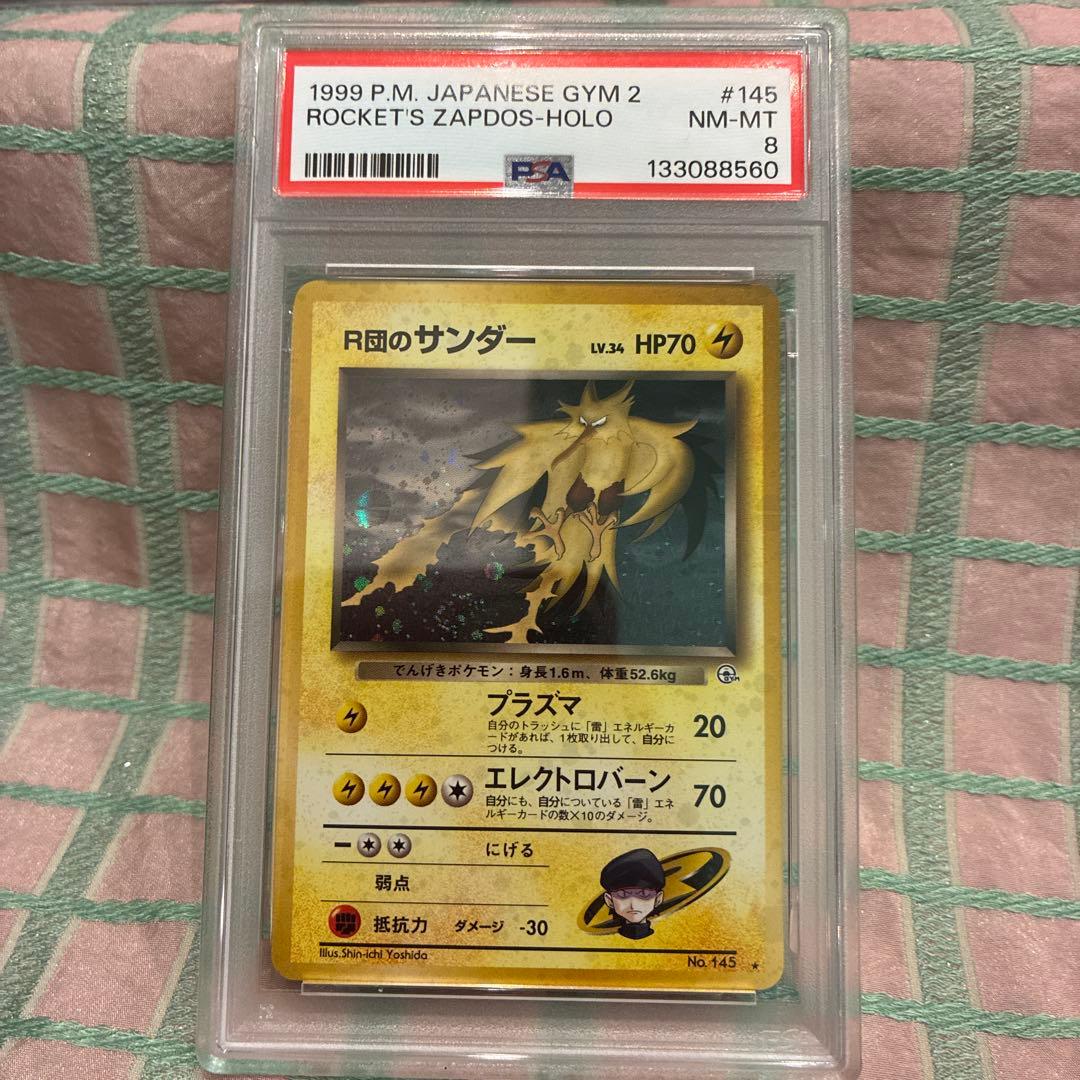 1999 P.M. JAPANESE GYM 2 #145
ROCKET'S ZAPDOS-HOLO NM-MT
8
PSA 133088560
R団のサンダー LV.34 HP70
でんげきポケモン：身長1.6m、体重52.6kg
GYM
プラズマ
自分のトラッシュに「雷」エネルギーカ
ードがあれば、1枚取り出して、自分に
つける。
20
エレクトロバーン
自分にも、自分についている「雷」エネ
ルギーカードの数×10のダメージ。
70
にげる
弱点
抵抗力 ダメージ -30
Illus.Shin-ichi Yoshida
No. 145 ★